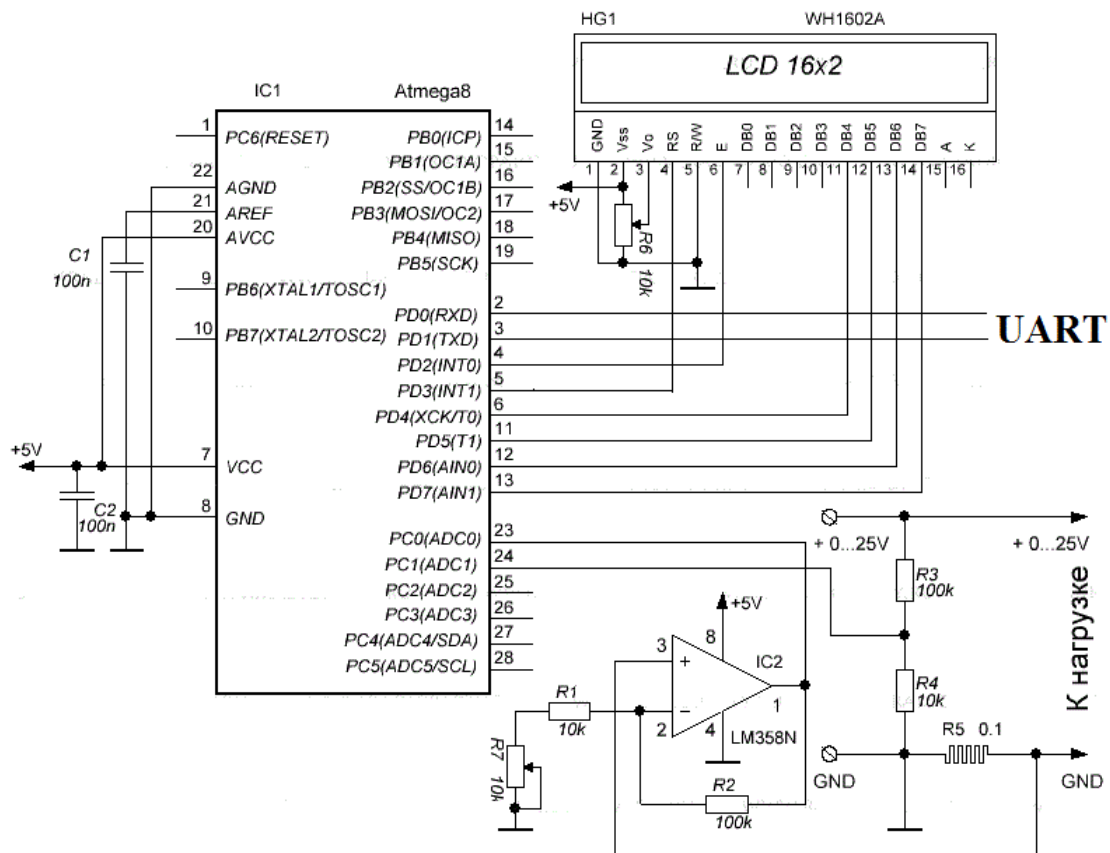 HG1 WH1602A
LCD 16x2
GND
Vss
Vo
RS
R/W
E
DB0
DB1
DB2
DB3
DB4
DB5
DB6
DB7
A
K
1 2 3 4 5 6 7 8 9 10 11 12 13 14 15 16
+5V
R6
10k
IC1 Atmega8
1 PC6(RESET)
22 AGND
21 AREF
20 AVCC
9 PB6(XTAL1/TOSC1)
10 PB7(XTAL2/TOSC2)
7 VCC
8 GND
PB0(ICP) 14
PB1(OC1A) 15
PB2(SS/OC1B) 16
PB3(MOSI/OC2) 17
PB4(MISO) 18
PB5(SCK) 19
PD0(RXD) 2
PD1(TXD) 3
PD2(INT0) 4
PD3(INT1) 5
PD4(XCK/T0) 6
PD5(T1) 11
PD6(AIN0) 12
PD7(AIN1) 13
PC0(ADC0) 23
PC1(ADC1) 24
PC2(ADC2) 25
PC3(ADC3) 26
PC4(ADC4/SDA) 27
PC5(ADC5/SCL) 28
C1
100n
+5V
C2
100n
UART
+ 0...25V
+ 0...25V
R3
100k
R4
10k
R5 0.1
GND
GND
К нагрузке
+5V
8
3
+
IC2
1
−
2
4
LM358N
R1
10k
R7
10k
R2
100k